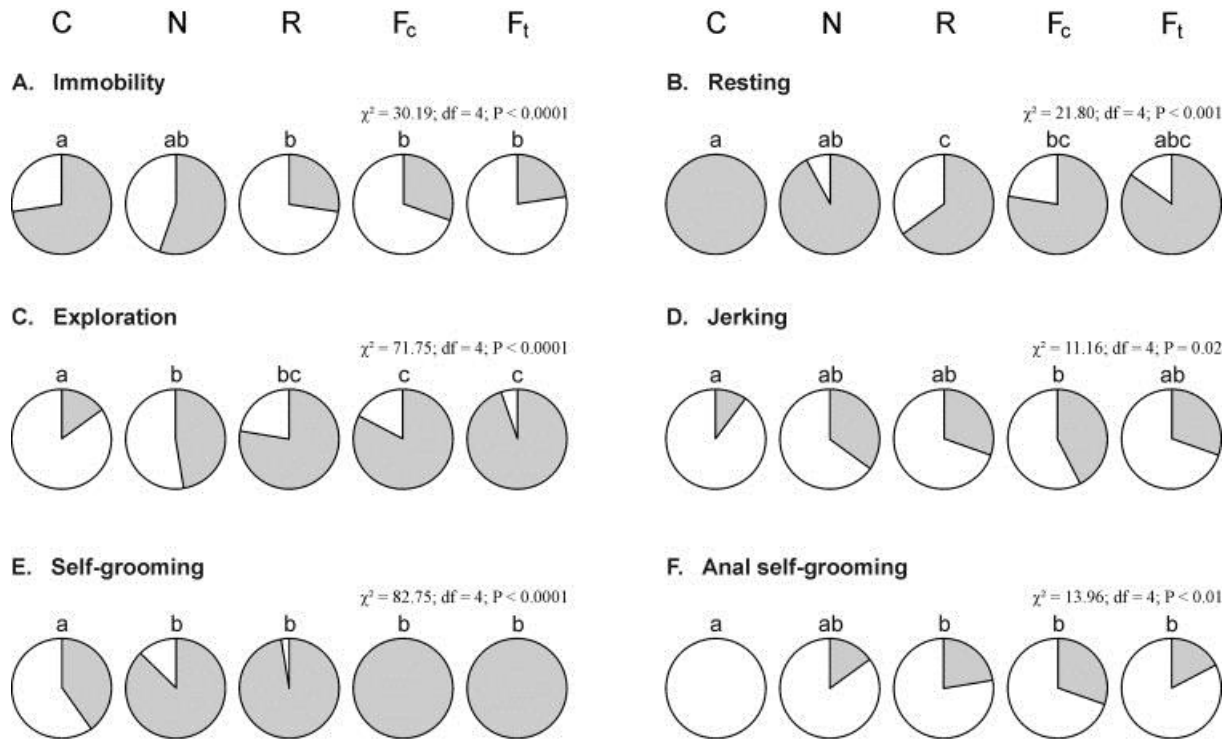 C N R Fc Ft C N R Fc Ft
A. Immobility
χ² = 30.19; df = 4; P < 0.0001
a ab b b b
B. Resting
χ² = 21.80; df = 4; P < 0.001
a ab c bc abc
C. Exploration
χ² = 71.75; df = 4; P < 0.0001
a b bc c c
D. Jerking
χ² = 11.16; df = 4; P = 0.02
a ab ab b ab
E. Self-grooming
χ² = 82.75; df = 4; P < 0.0001
a b b b b
F. Anal self-grooming
χ² = 13.96; df = 4; P < 0.01
a ab b b b